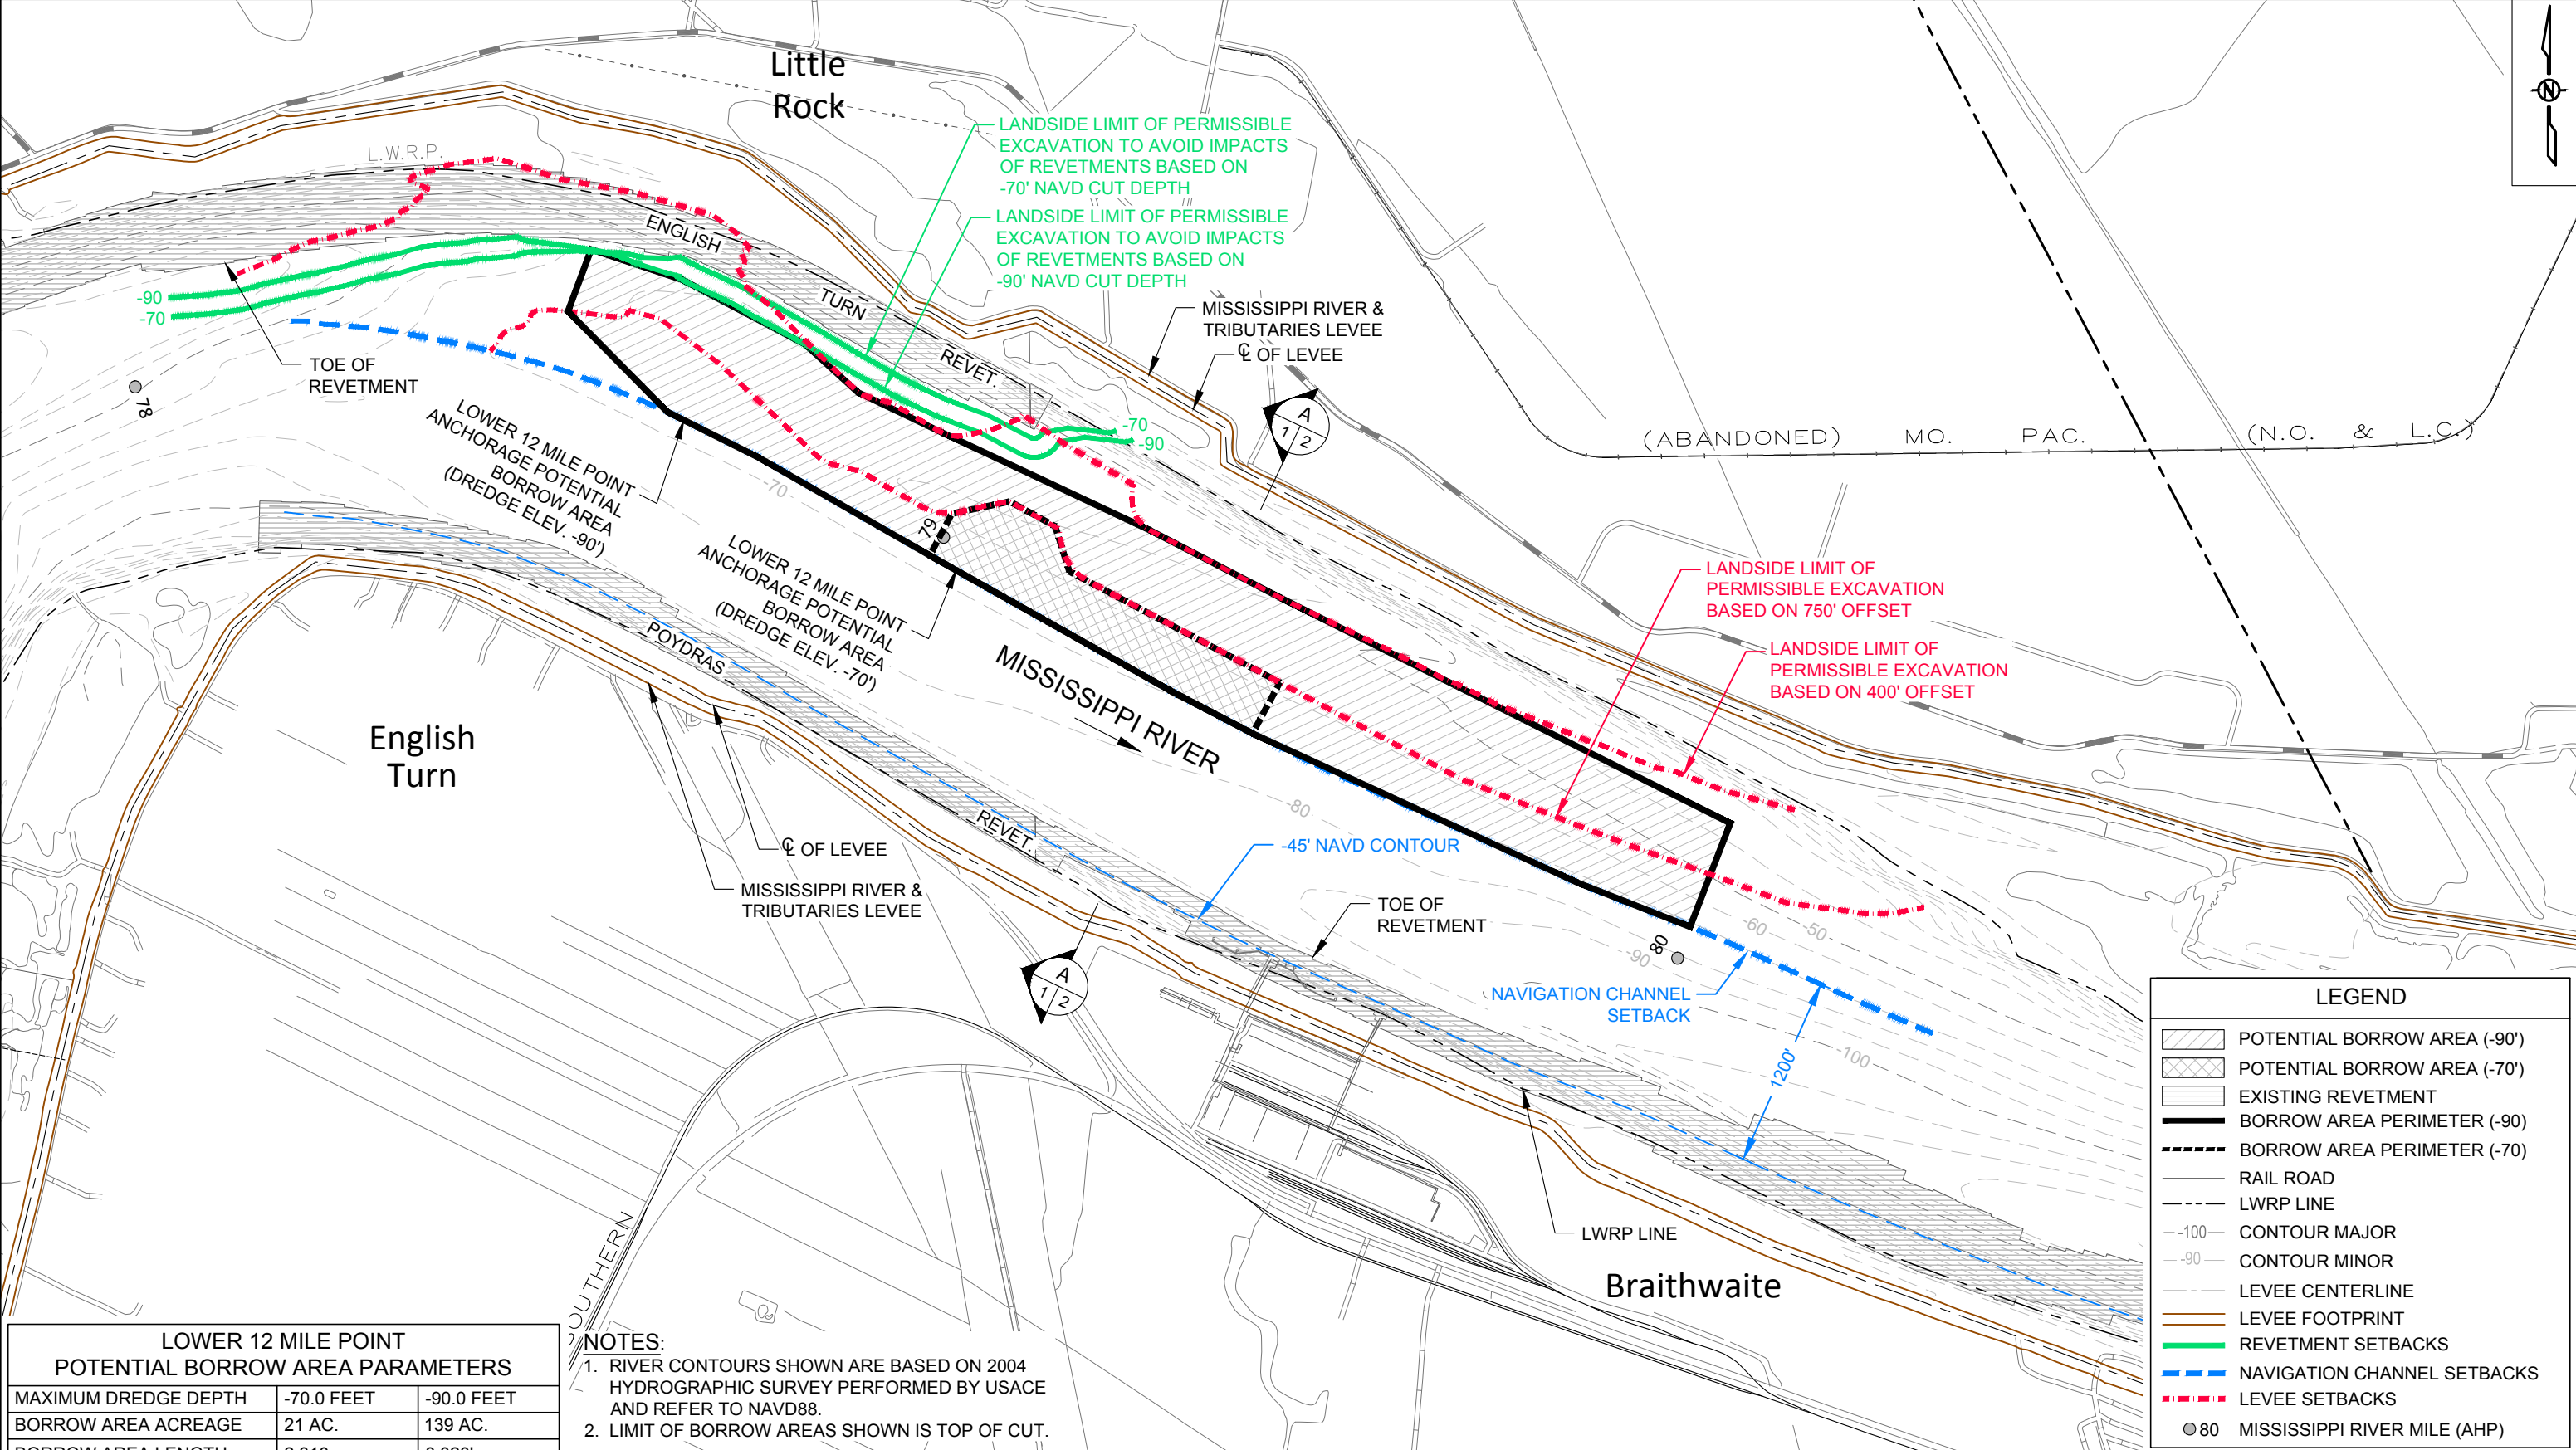 Little
Rock
L.W.R.P.
ENGLISH
TURN
REVET.
LANDSIDE LIMIT OF PERMISSIBLE
EXCAVATION TO AVOID IMPACTS
OF REVETMENTS BASED ON
-70' NAVD CUT DEPTH
LANDSIDE LIMIT OF PERMISSIBLE
EXCAVATION TO AVOID IMPACTS
OF REVETMENTS BASED ON
-90' NAVD CUT DEPTH
MISSISSIPPI RIVER &
TRIBUTARIES LEVEE
℄ OF LEVEE
N
-90
-70
TOE OF
REVETMENT
78
-70
-90
A
1 2
(ABANDONED) MO. PAC. (N.O. & L.C.)
LOWER 12 MILE POINT
ANCHORAGE POTENTIAL
BORROW AREA
(DREDGE ELEV. -90')
-70
79
LOWER 12 MILE POINT
ANCHORAGE POTENTIAL
BORROW AREA
(DREDGE ELEV. -70')
LANDSIDE LIMIT OF
PERMISSIBLE EXCAVATION
BASED ON 750' OFFSET
LANDSIDE LIMIT OF
PERMISSIBLE EXCAVATION
BASED ON 400' OFFSET
MISSISSIPPI RIVER
POYDRAS
REVET.
English
Turn
℄ OF LEVEE
MISSISSIPPI RIVER &
TRIBUTARIES LEVEE
-80
-45' NAVD CONTOUR
TOE OF
REVETMENT
-60
-50
-90
80
-100
NAVIGATION CHANNEL
SETBACK
1200'
A
1 2
LWRP LINE
Braithwaite
SOUTHERN
LEGEND
POTENTIAL BORROW AREA (-90')
POTENTIAL BORROW AREA (-70')
EXISTING REVETMENT
BORROW AREA PERIMETER (-90)
BORROW AREA PERIMETER (-70)
RAIL ROAD
LWRP LINE
-100 CONTOUR MAJOR
-90 CONTOUR MINOR
LEVEE CENTERLINE
LEVEE FOOTPRINT
REVETMENT SETBACKS
NAVIGATION CHANNEL SETBACKS
LEVEE SETBACKS
80 MISSISSIPPI RIVER MILE (AHP)
LOWER 12 MILE POINT
POTENTIAL BORROW AREA PARAMETERS
MAXIMUM DREDGE DEPTH -70.0 FEET -90.0 FEET
BORROW AREA ACREAGE 21 AC. 139 AC.
BORROW AREA LENGTH
NOTES:
1. RIVER CONTOURS SHOWN ARE BASED ON 2004
HYDROGRAPHIC SURVEY PERFORMED BY USACE
AND REFER TO NAVD88.
2. LIMIT OF BORROW AREAS SHOWN IS TOP OF CUT.